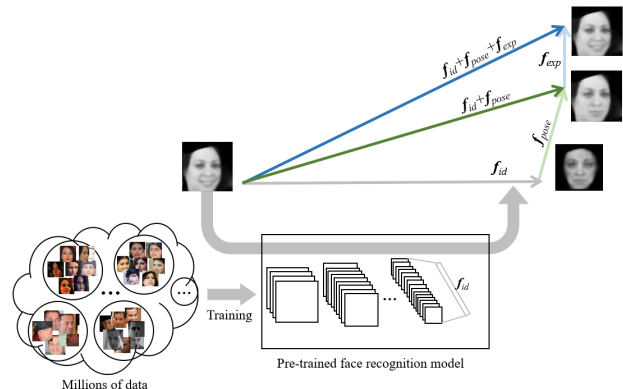 f_id+f_pose+f_exp
f_exp
f_id+f_pose
f_pose
f_id
f_id
...
...
...
Training
Pre-trained face recognition model
Millions of data